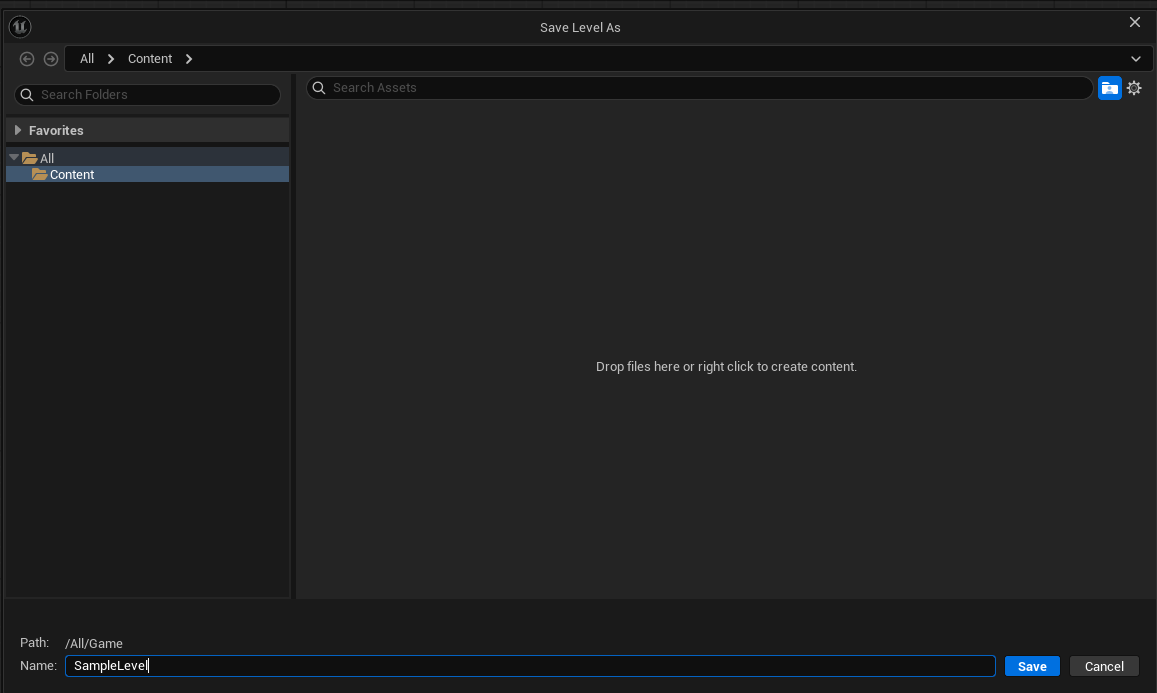 Save Level As
All
Content
Search Folders
Search Assets
Favorites
All
Content
Drop files here or right click to create content.
Path: /All/Game
Name: SampleLevel
Save
Cancel